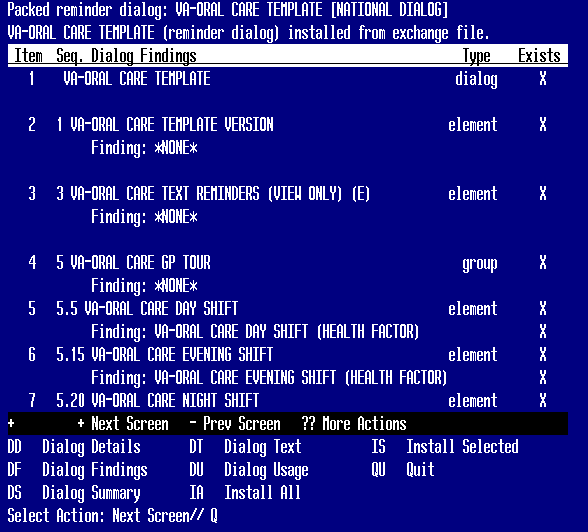 Packed reminder dialog: VA-ORAL CARE TEMPLATE [NATIONAL DIALOG]
VA-ORAL CARE TEMPLATE (reminder dialog) installed from exchange file.
Item Seq. Dialog Findings Type Exists
1 VA-ORAL CARE TEMPLATE dialog X
2 1 VA-ORAL CARE TEMPLATE VERSION element X
Finding: *NONE*
3 3 VA-ORAL CARE TEXT REMINDERS (VIEW ONLY) (E) element X
Finding: *NONE*
4 5 VA-ORAL CARE GP TOUR group X
Finding: *NONE*
5 5.5 VA-ORAL CARE DAY SHIFT element X
Finding: VA-ORAL CARE DAY SHIFT (HEALTH FACTOR) X
6 5.15 VA-ORAL CARE EVENING SHIFT element X
Finding: VA-ORAL CARE EVENING SHIFT (HEALTH FACTOR) X
7 5.20 VA-ORAL CARE NIGHT SHIFT element X
+ + Next Screen - Prev Screen ?? More Actions
DD Dialog Details DT Dialog Text IS Install Selected
DF Dialog Findings DU Dialog Usage QU Quit
DS Dialog Summary IA Install All
Select Action: Next Screen// Q